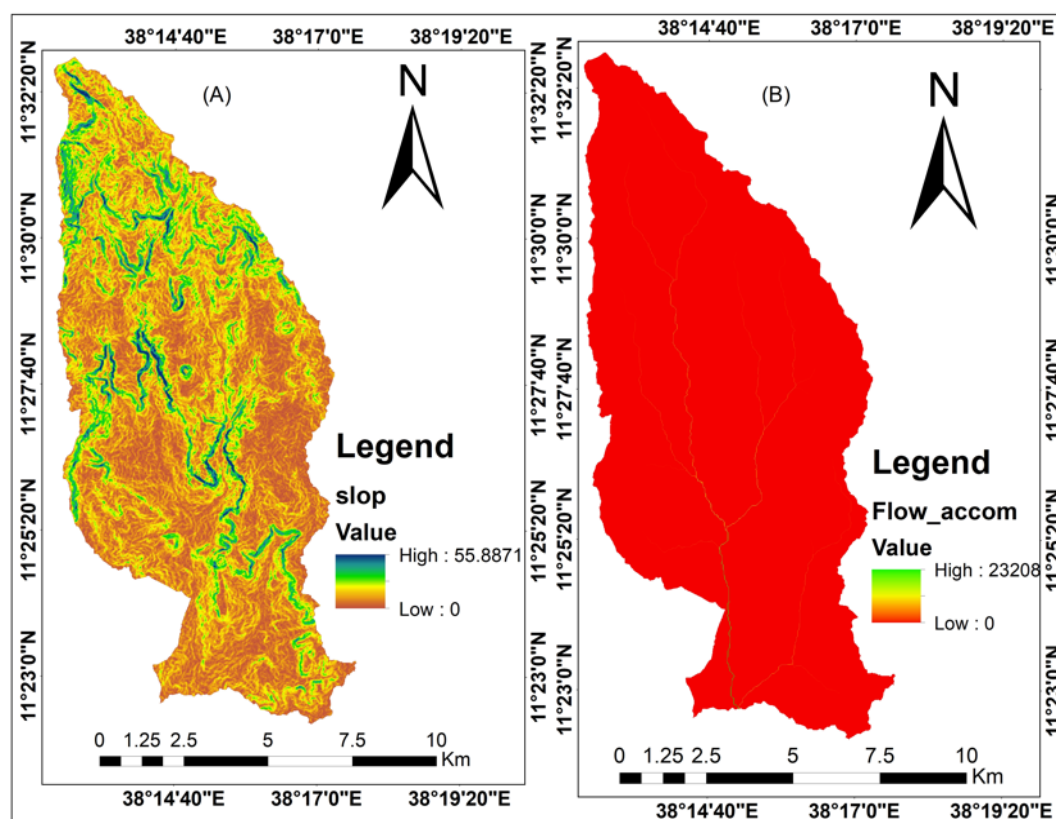 38°14'40"E 38°17'0"E 38°19'20"E
(A)
N
11°32'20"N
11°30'0"N
11°27'40"N
11°25'20"N
11°23'0"N
Legend
slop
Value
High : 55.8871
Low : 0
0 1.25 2.5 5 7.5 10
Km
38°14'40"E 38°17'0"E 38°19'20"E
38°14'40"E 38°17'0"E 38°19'20"E
(B)
N
11°32'20"N
11°30'0"N
11°27'40"N
11°25'20"N
11°23'0"N
Legend
Flow_accom
Value
High : 23208
Low : 0
11°32'20"N
11°30'0"N
11°27'40"N
11°25'20"N
11°23'0"N
0 1.25 2.5 5 7.5 10
Km
38°14'40"E 38°17'0"E 38°19'20"E